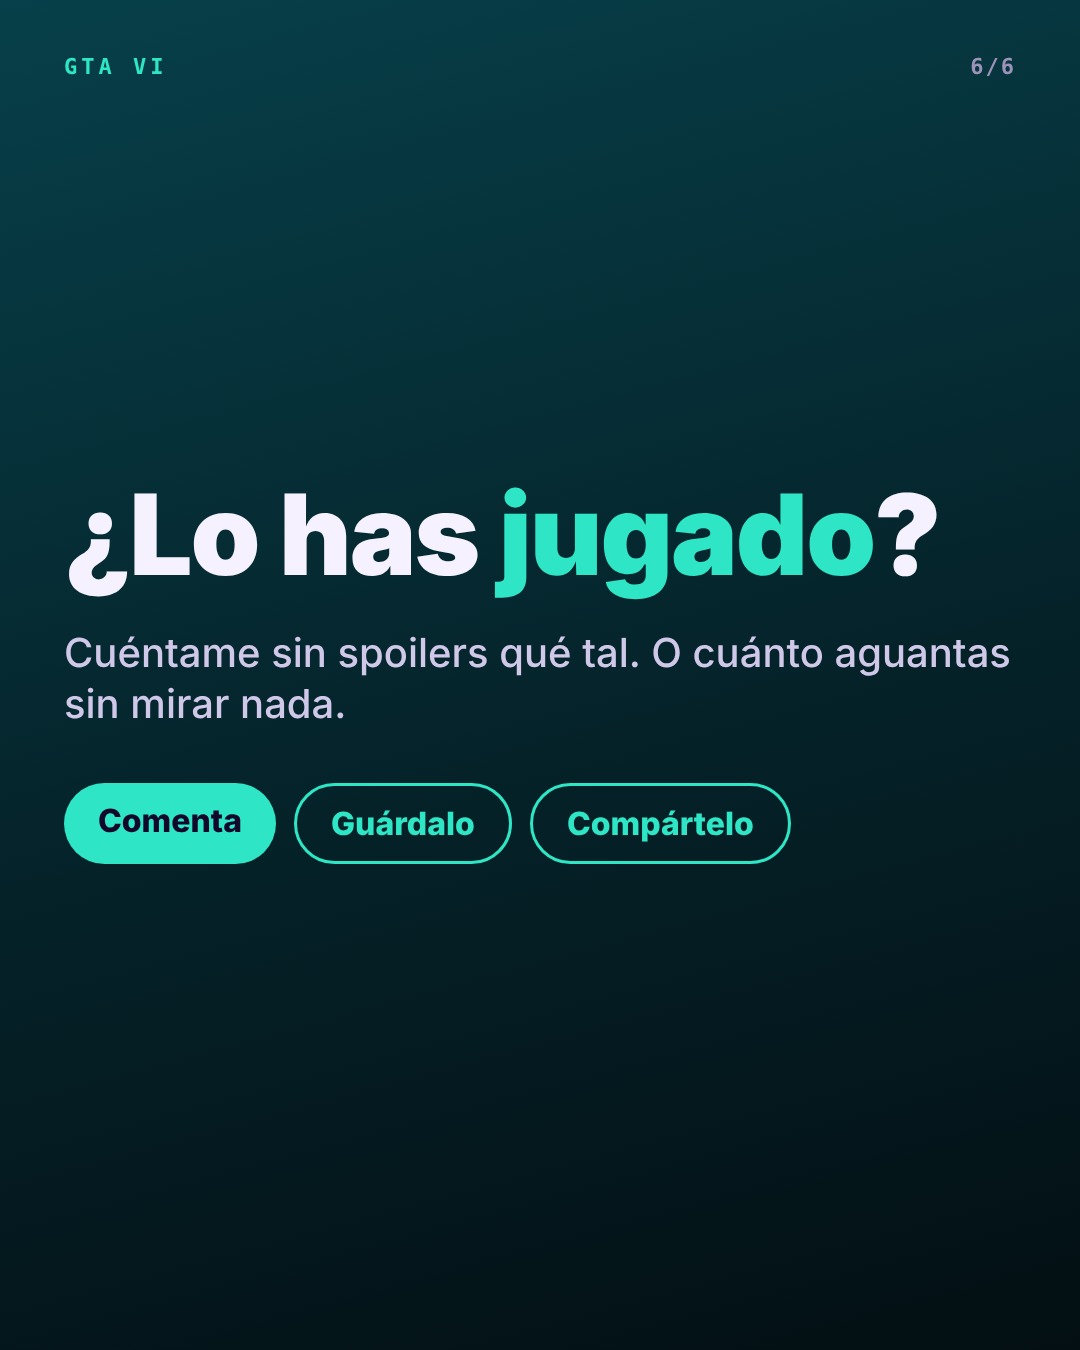 GTA VI
6/6
¿Lo has jugado?
Cuéntame sin spoilers qué tal. O cuánto aguantas
sin mirar nada.
Comenta
Guárdalo
Compártelo